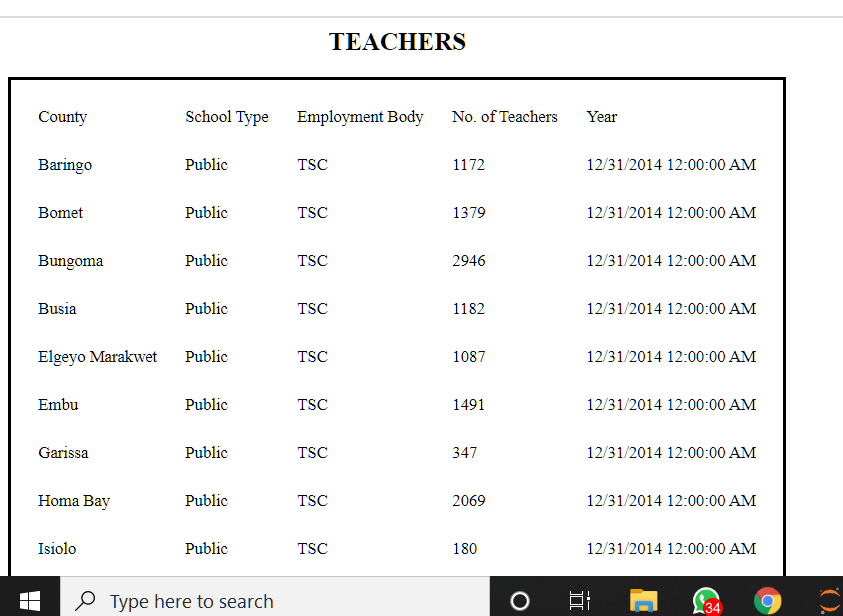 TEACHERS
County School Type Employment Body No. of Teachers Year
Baringo Public TSC 1172 12/31/2014 12:00:00 AM
Bomet Public TSC 1379 12/31/2014 12:00:00 AM
Bungoma Public TSC 2946 12/31/2014 12:00:00 AM
Busia Public TSC 1182 12/31/2014 12:00:00 AM
Elgeyo Marakwet Public TSC 1087 12/31/2014 12:00:00 AM
Embu Public TSC 1491 12/31/2014 12:00:00 AM
Garissa Public TSC 347 12/31/2014 12:00:00 AM
Homa Bay Public TSC 2069 12/31/2014 12:00:00 AM
Isiolo Public TSC 180 12/31/2014 12:00:00 AM
Type here to search
34